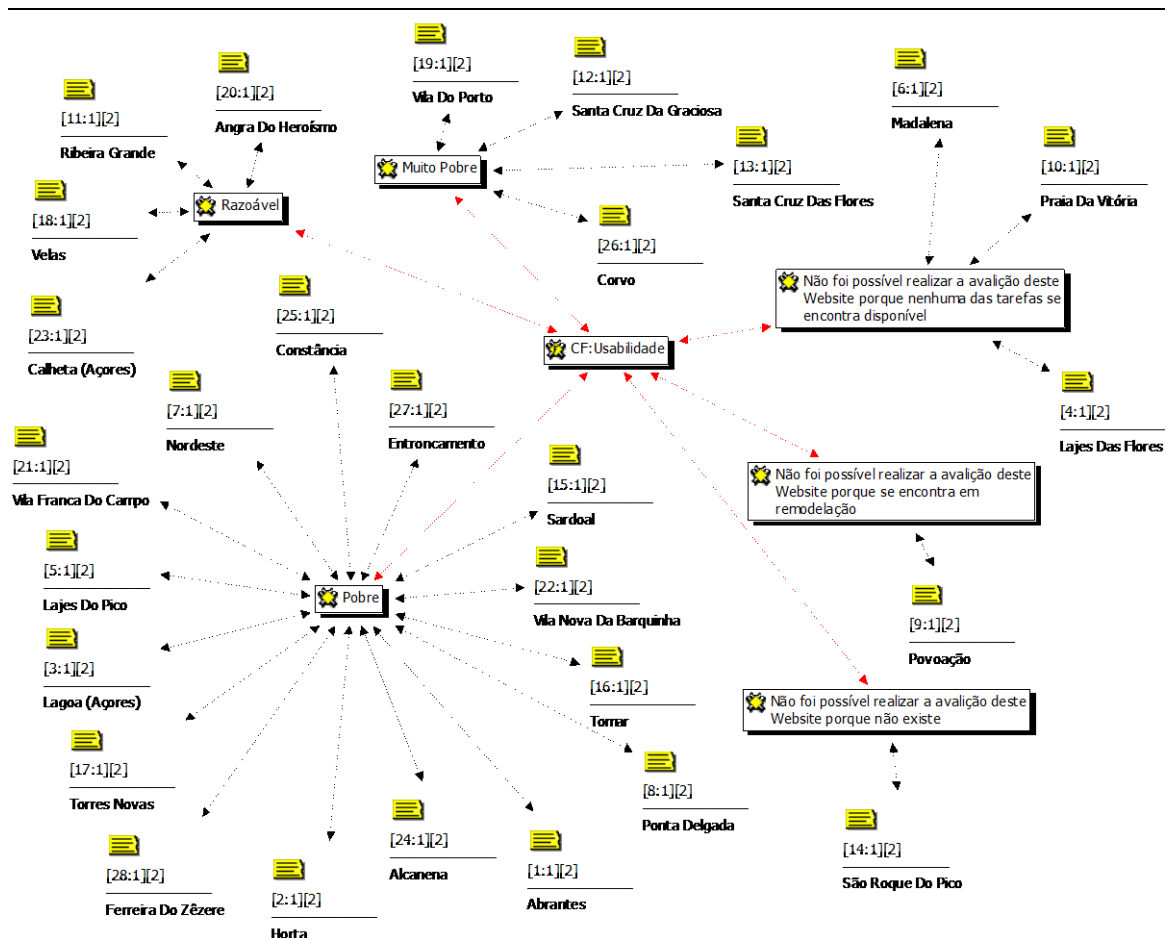 [19:1][2]
Vila Do Porto
[12:1][2]
Santa Cruz Da Graciosa
[20:1][2]
Angra Do Heroísmo
[6:1][2]
Madalena
[11:1][2]
Ribeira Grande
[13:1][2]
Santa Cruz Das Flores
[10:1][2]
Praia Da Vitória
Muito Pobre
Razoável
[18:1][2]
Velas
[26:1][2]
Corvo
Não foi possível realizar a avalição deste
Website porque nenhuma das tarefas se
encontra disponível
[25:1][2]
Constância
[23:1][2]
Calheta (Açores)
CF:Usabilidade
[7:1][2]
Nordeste
[27:1][2]
Entroncamento
[4:1][2]
Lajes Das Flores
[21:1][2]
Vila Franca Do Campo
[15:1][2]
Sardoal
Não foi possível realizar a avalição deste
Website porque se encontra em
remodelação
[5:1][2]
Lajes Do Pico
Pobre
[22:1][2]
Vila Nova Da Barquinha
[9:1][2]
Povoação
[3:1][2]
Lagoa (Açores)
[16:1][2]
Tomar
Não foi possível realizar a avalição deste
Website porque não existe
[17:1][2]
Torres Novas
[8:1][2]
Ponta Delgada
[24:1][2]
Alcanena
[14:1][2]
São Roque Do Pico
[28:1][2]
Ferreira Do Zêzere
[2:1][2]
Horta
[1:1][2]
Abrantes